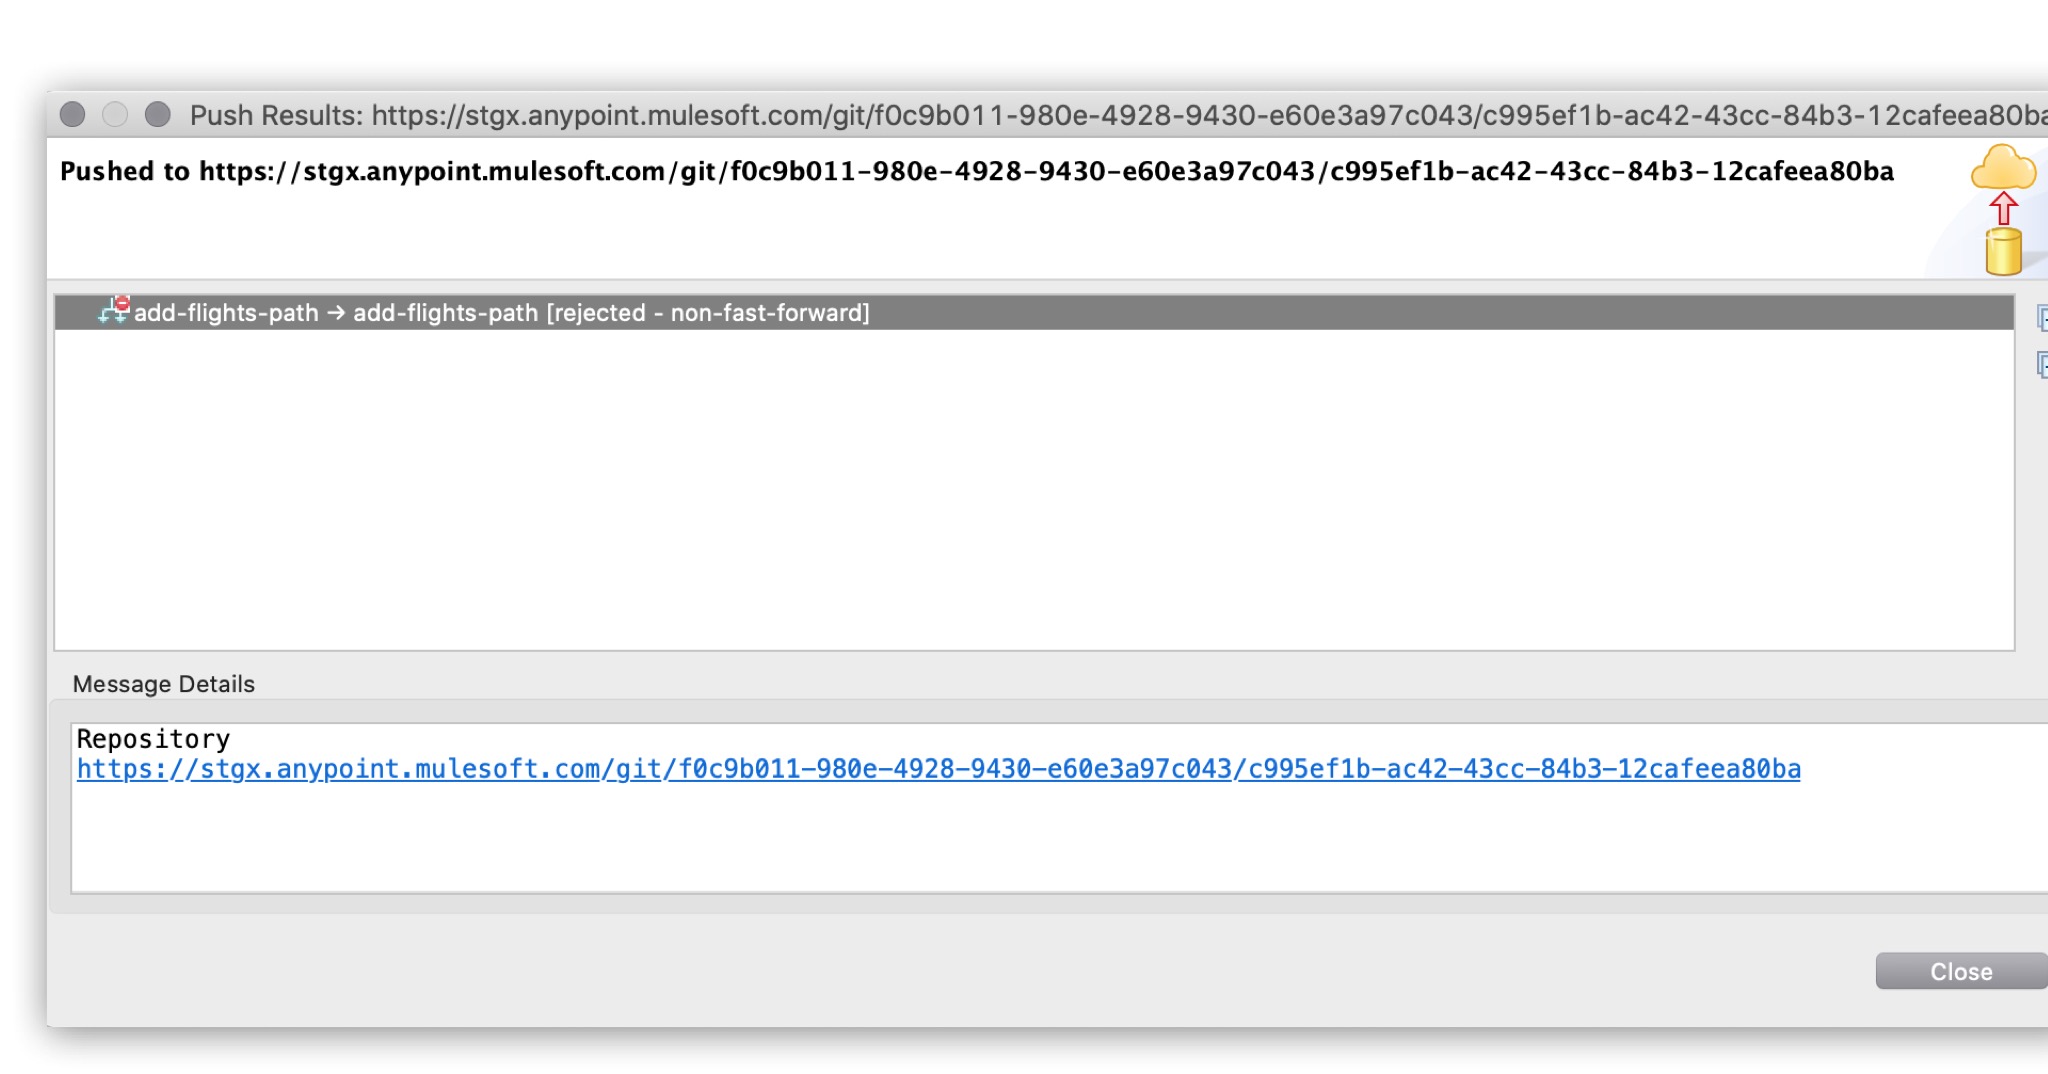 Push Results: https://stgx.anypoint.mulesoft.com/git/f0c9b011-980e-4928-9430-e60e3a97c043/c995ef1b-ac42-43cc-84b3-12cafeea80ba
Pushed to https://stgx.anypoint.mulesoft.com/git/f0c9b011-980e-4928-9430-e60e3a97c043/c995ef1b-ac42-43cc-84b3-12cafeea80ba
add-flights-path → add-flights-path [rejected - non-fast-forward]
Message Details
Repository
https://stgx.anypoint.mulesoft.com/git/f0c9b011-980e-4928-9430-e60e3a97c043/c995ef1b-ac42-43cc-84b3-12cafeea80ba
Close